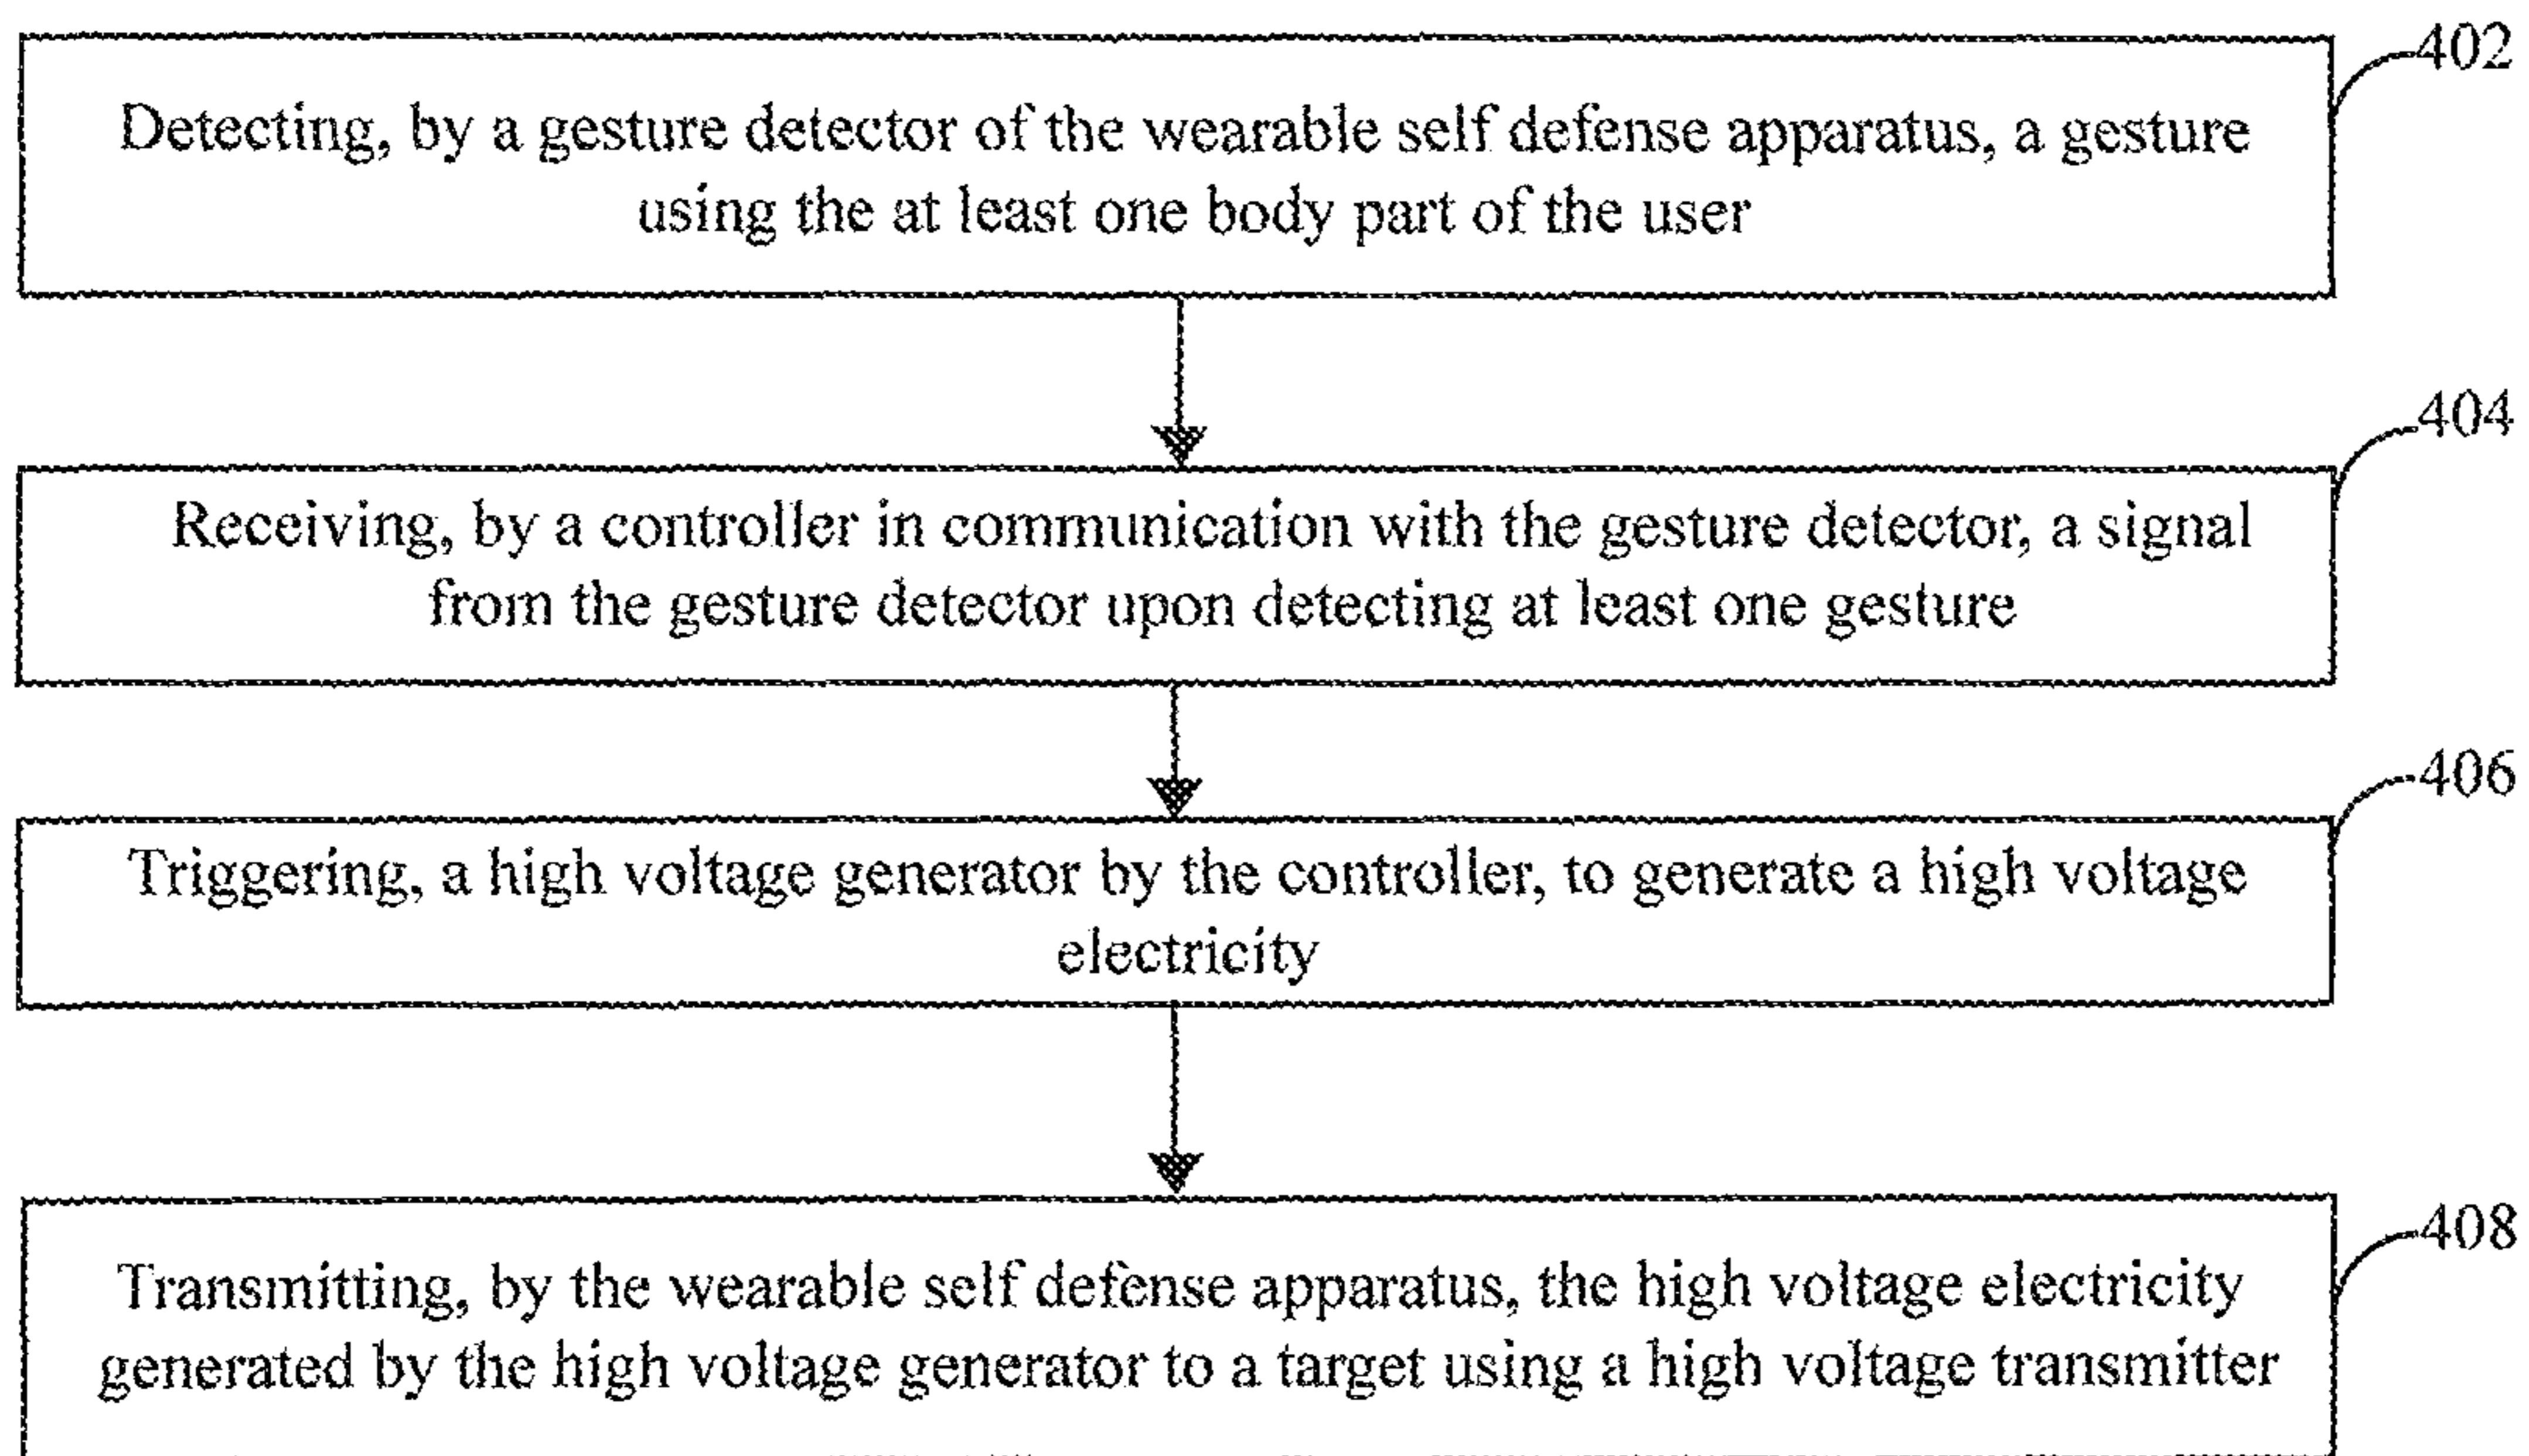 402
Detecting, by a gesture detector of the wearable self defense apparatus, a gesture
using the at least one body part of the user
404
Receiving, by a controller in communication with the gesture detector, a signal
from the gesture detector upon detecting at least one gesture
406
Triggering, a high voltage generator by the controller, to generate a high voltage
electricity
408
Transmitting, by the wearable self defense apparatus, the high voltage electricity
generated by the high voltage generator to a target using a high voltage transmitter